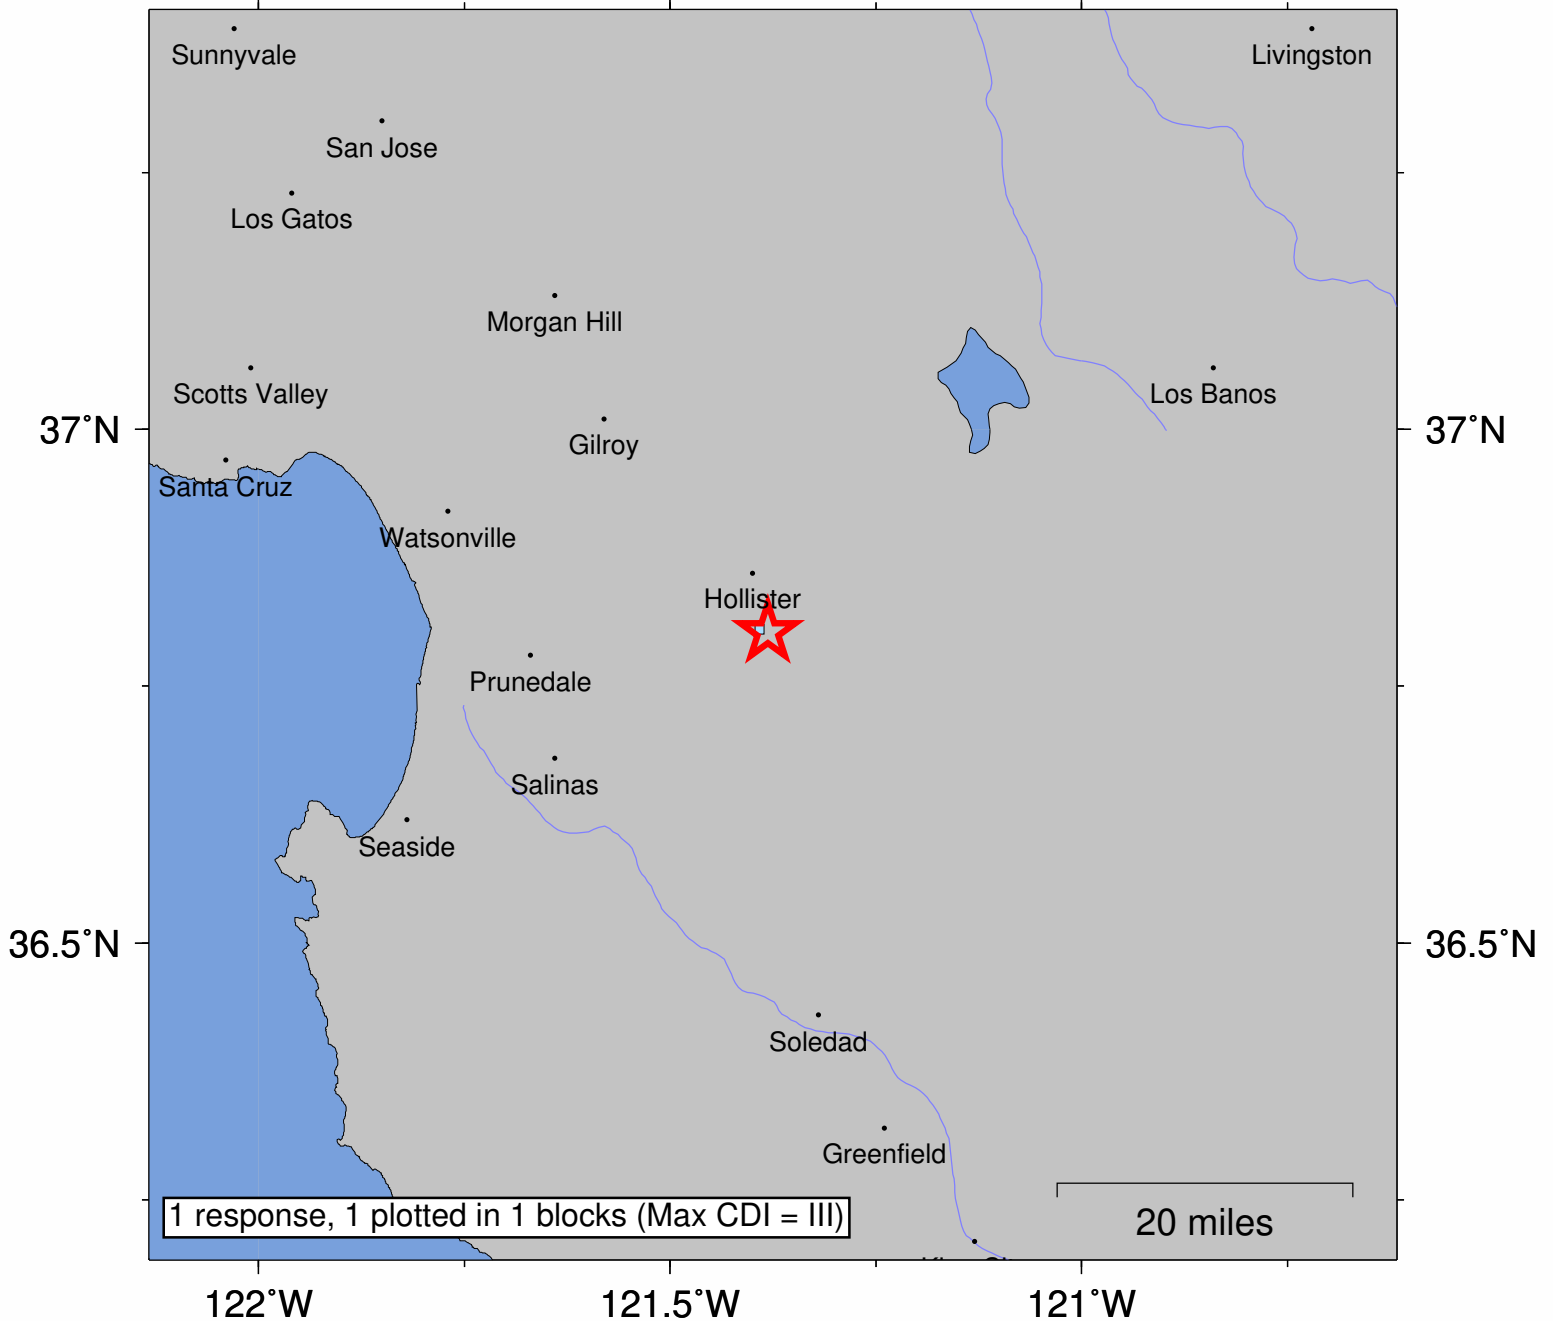 Sunnyvale
Livingston
San Jose
Los Gatos
Morgan Hill
Scotts Valley
Los Banos
37°N
37°N
Gilroy
Santa Cruz
Watsonville
Hollister
Prunedale
Salinas
Seaside
36.5°N
36.5°N
Soledad
Greenfield
1 response, 1 plotted in 1 blocks (Max CDI = III)
20 miles
122°W
121.5°W
121°W